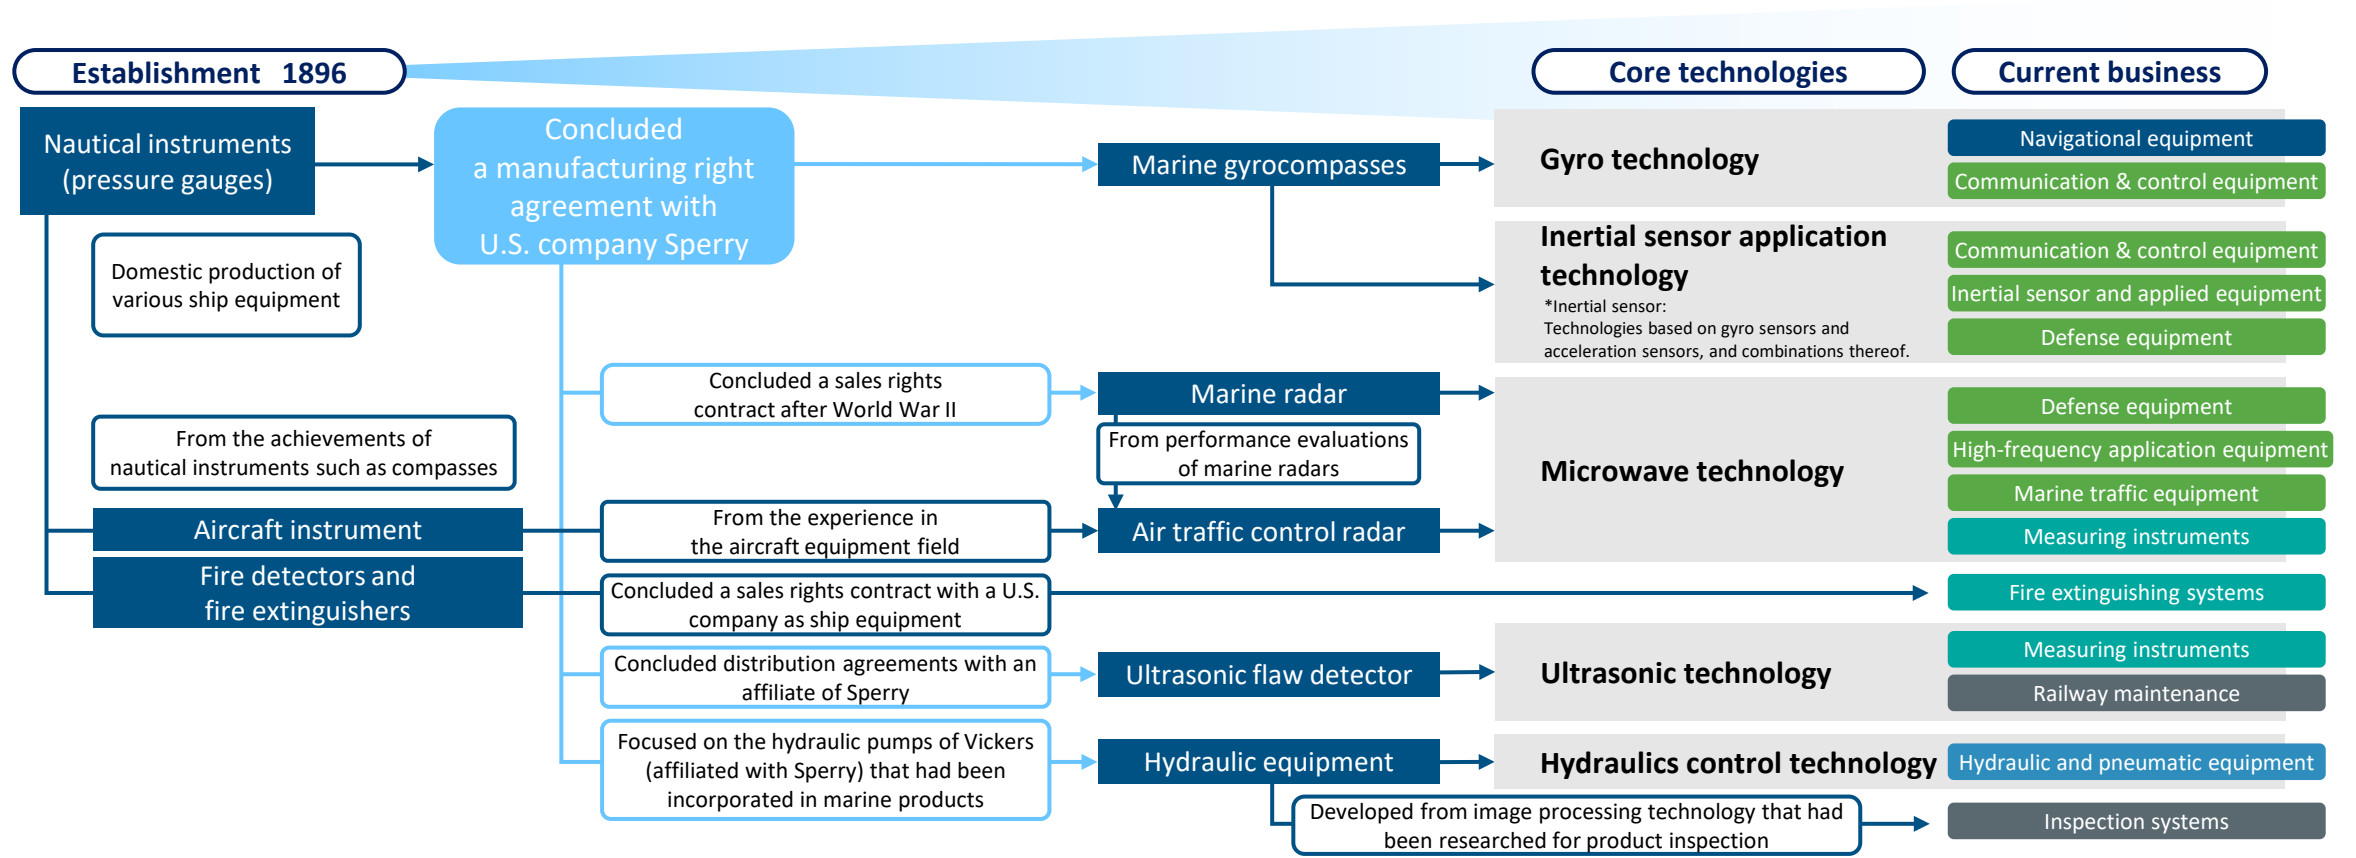 Establishment 1896
Core technologies
Current business
Nautical instruments
(pressure gauges)
Concluded
a manufacturing right
agreement with
U.S. company Sperry
Marine gyrocompasses
Gyro technology
Navigational equipment
Communication & control equipment
Domestic production of
various ship equipment
Inertial sensor application
technology
*Inertial sensor:
Technologies based on gyro sensors and
acceleration sensors, and combinations thereof.
Communication & control equipment
Inertial sensor and applied equipment
Defense equipment
Concluded a sales rights
contract after World War II
Marine radar
From the achievements of
nautical instruments such as compasses
From performance evaluations
of marine radars
Microwave technology
Defense equipment
High-frequency application equipment
Marine traffic equipment
Measuring instruments
Aircraft instrument
From the experience in
the aircraft equipment field
Air traffic control radar
Fire detectors and
fire extinguishers
Concluded a sales rights contract with a U.S.
company as ship equipment
Fire extinguishing systems
Concluded distribution agreements with an
affiliate of Sperry
Ultrasonic flaw detector
Ultrasonic technology
Measuring instruments
Railway maintenance
Focused on the hydraulic pumps of Vickers
(affiliated with Sperry) that had been
incorporated in marine products
Hydraulic equipment
Hydraulics control technology
Hydraulic and pneumatic equipment
Developed from image processing technology that had
been researched for product inspection
Inspection systems